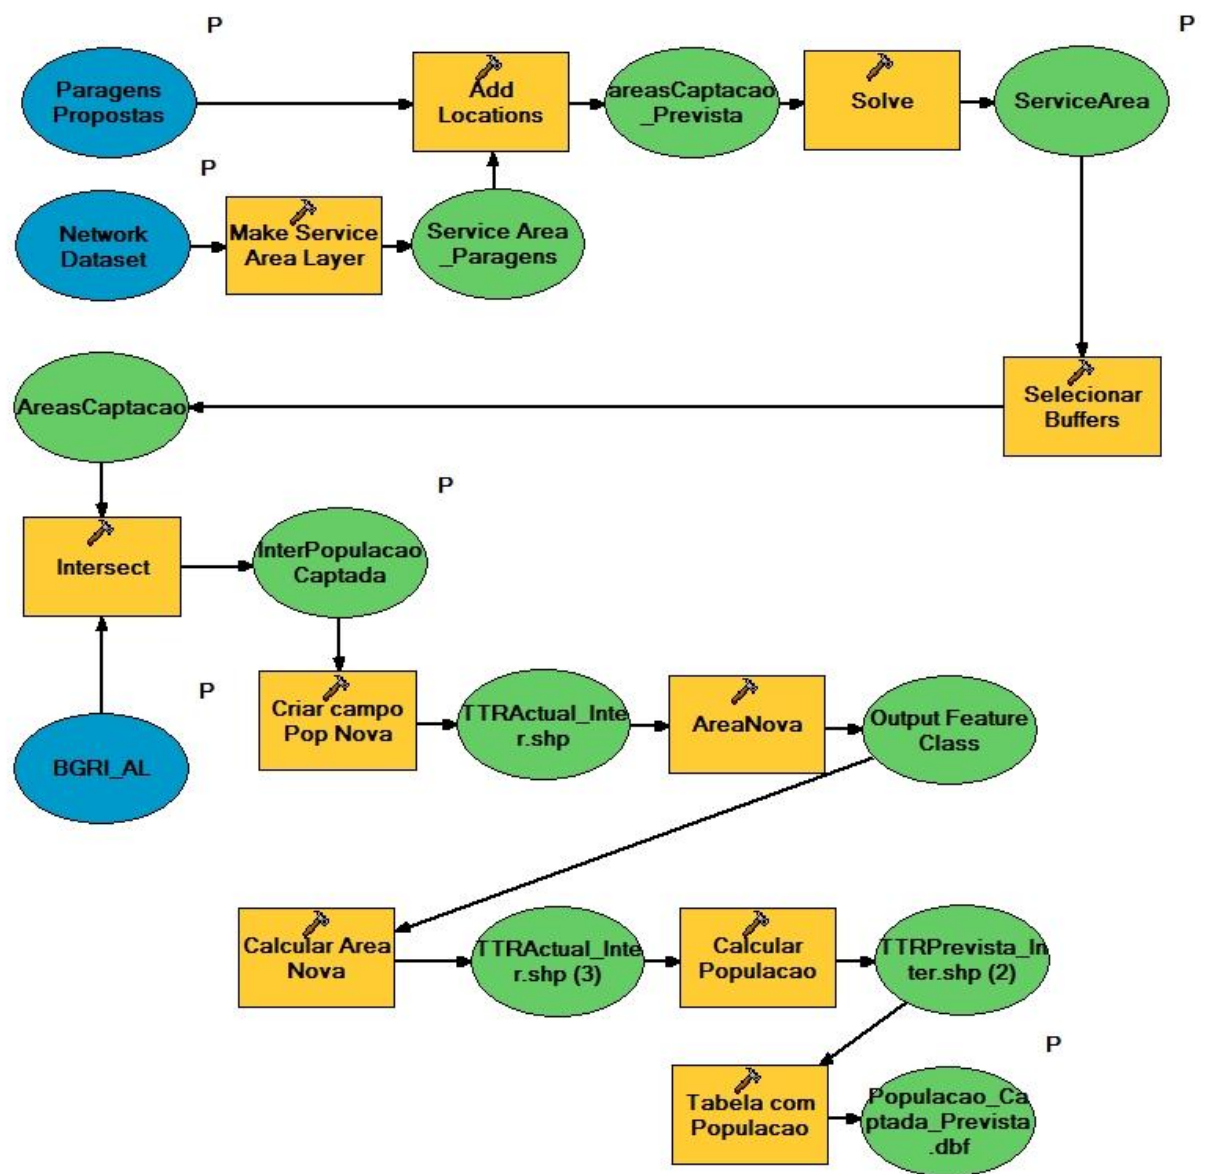 P
P
Paragens
Propostas
Add
Locations
areasCaptacao
_Prevista
Solve
ServiceArea
P
Network
Dataset
Make Service
Area Layer
Service Area
_Paragens
Selecionar
Buffers
AreasCaptacao
P
Intersect
InterPopulacao
Captada
P
BGRI_AL
Criar campo
Pop Nova
TTRActual_Inte
r.shp
AreaNova
Output Feature
Class
Calcular Area
Nova
TTRActual_Inte
r.shp (3)
Calcular
Populacao
TTRPrevista_In
ter.shp (2)
P
Tabela com
Populacao
Populacao_Ca
ptada_Prevista
.dbf